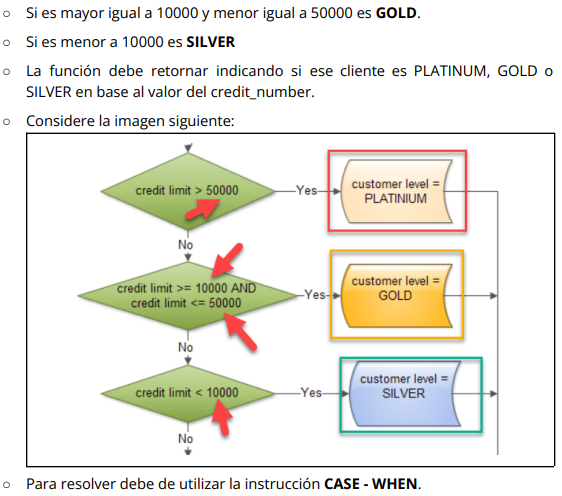 o Si es mayor igual a 10000 y menor igual a 50000 es GOLD.
o Si es menor a 10000 es SILVER
o La función debe retornar indicando si ese cliente es PLATINUM, GOLD o
SILVER en base al valor del credit_number.
o Considere la imagen siguiente:
credit limit > 50000
Yes
customer level =
PLATINIUM
No
credit limit >= 10000 AND
credit limit <= 50000
Yes
customer level =
GOLD
No
credit limit < 10000
Yes
customer level =
SILVER
No
o Para resolver debe de utilizar la instrucción CASE - WHEN.